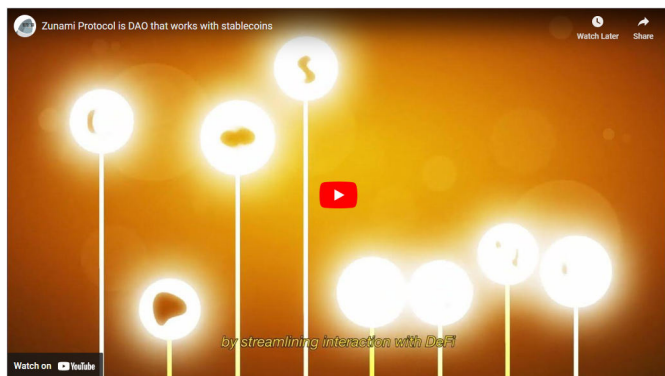 Zunami Protocol is DAO that works with stablecoins
Watch Later
Share
by streamlining interaction with DeFi
Watch on YouTube